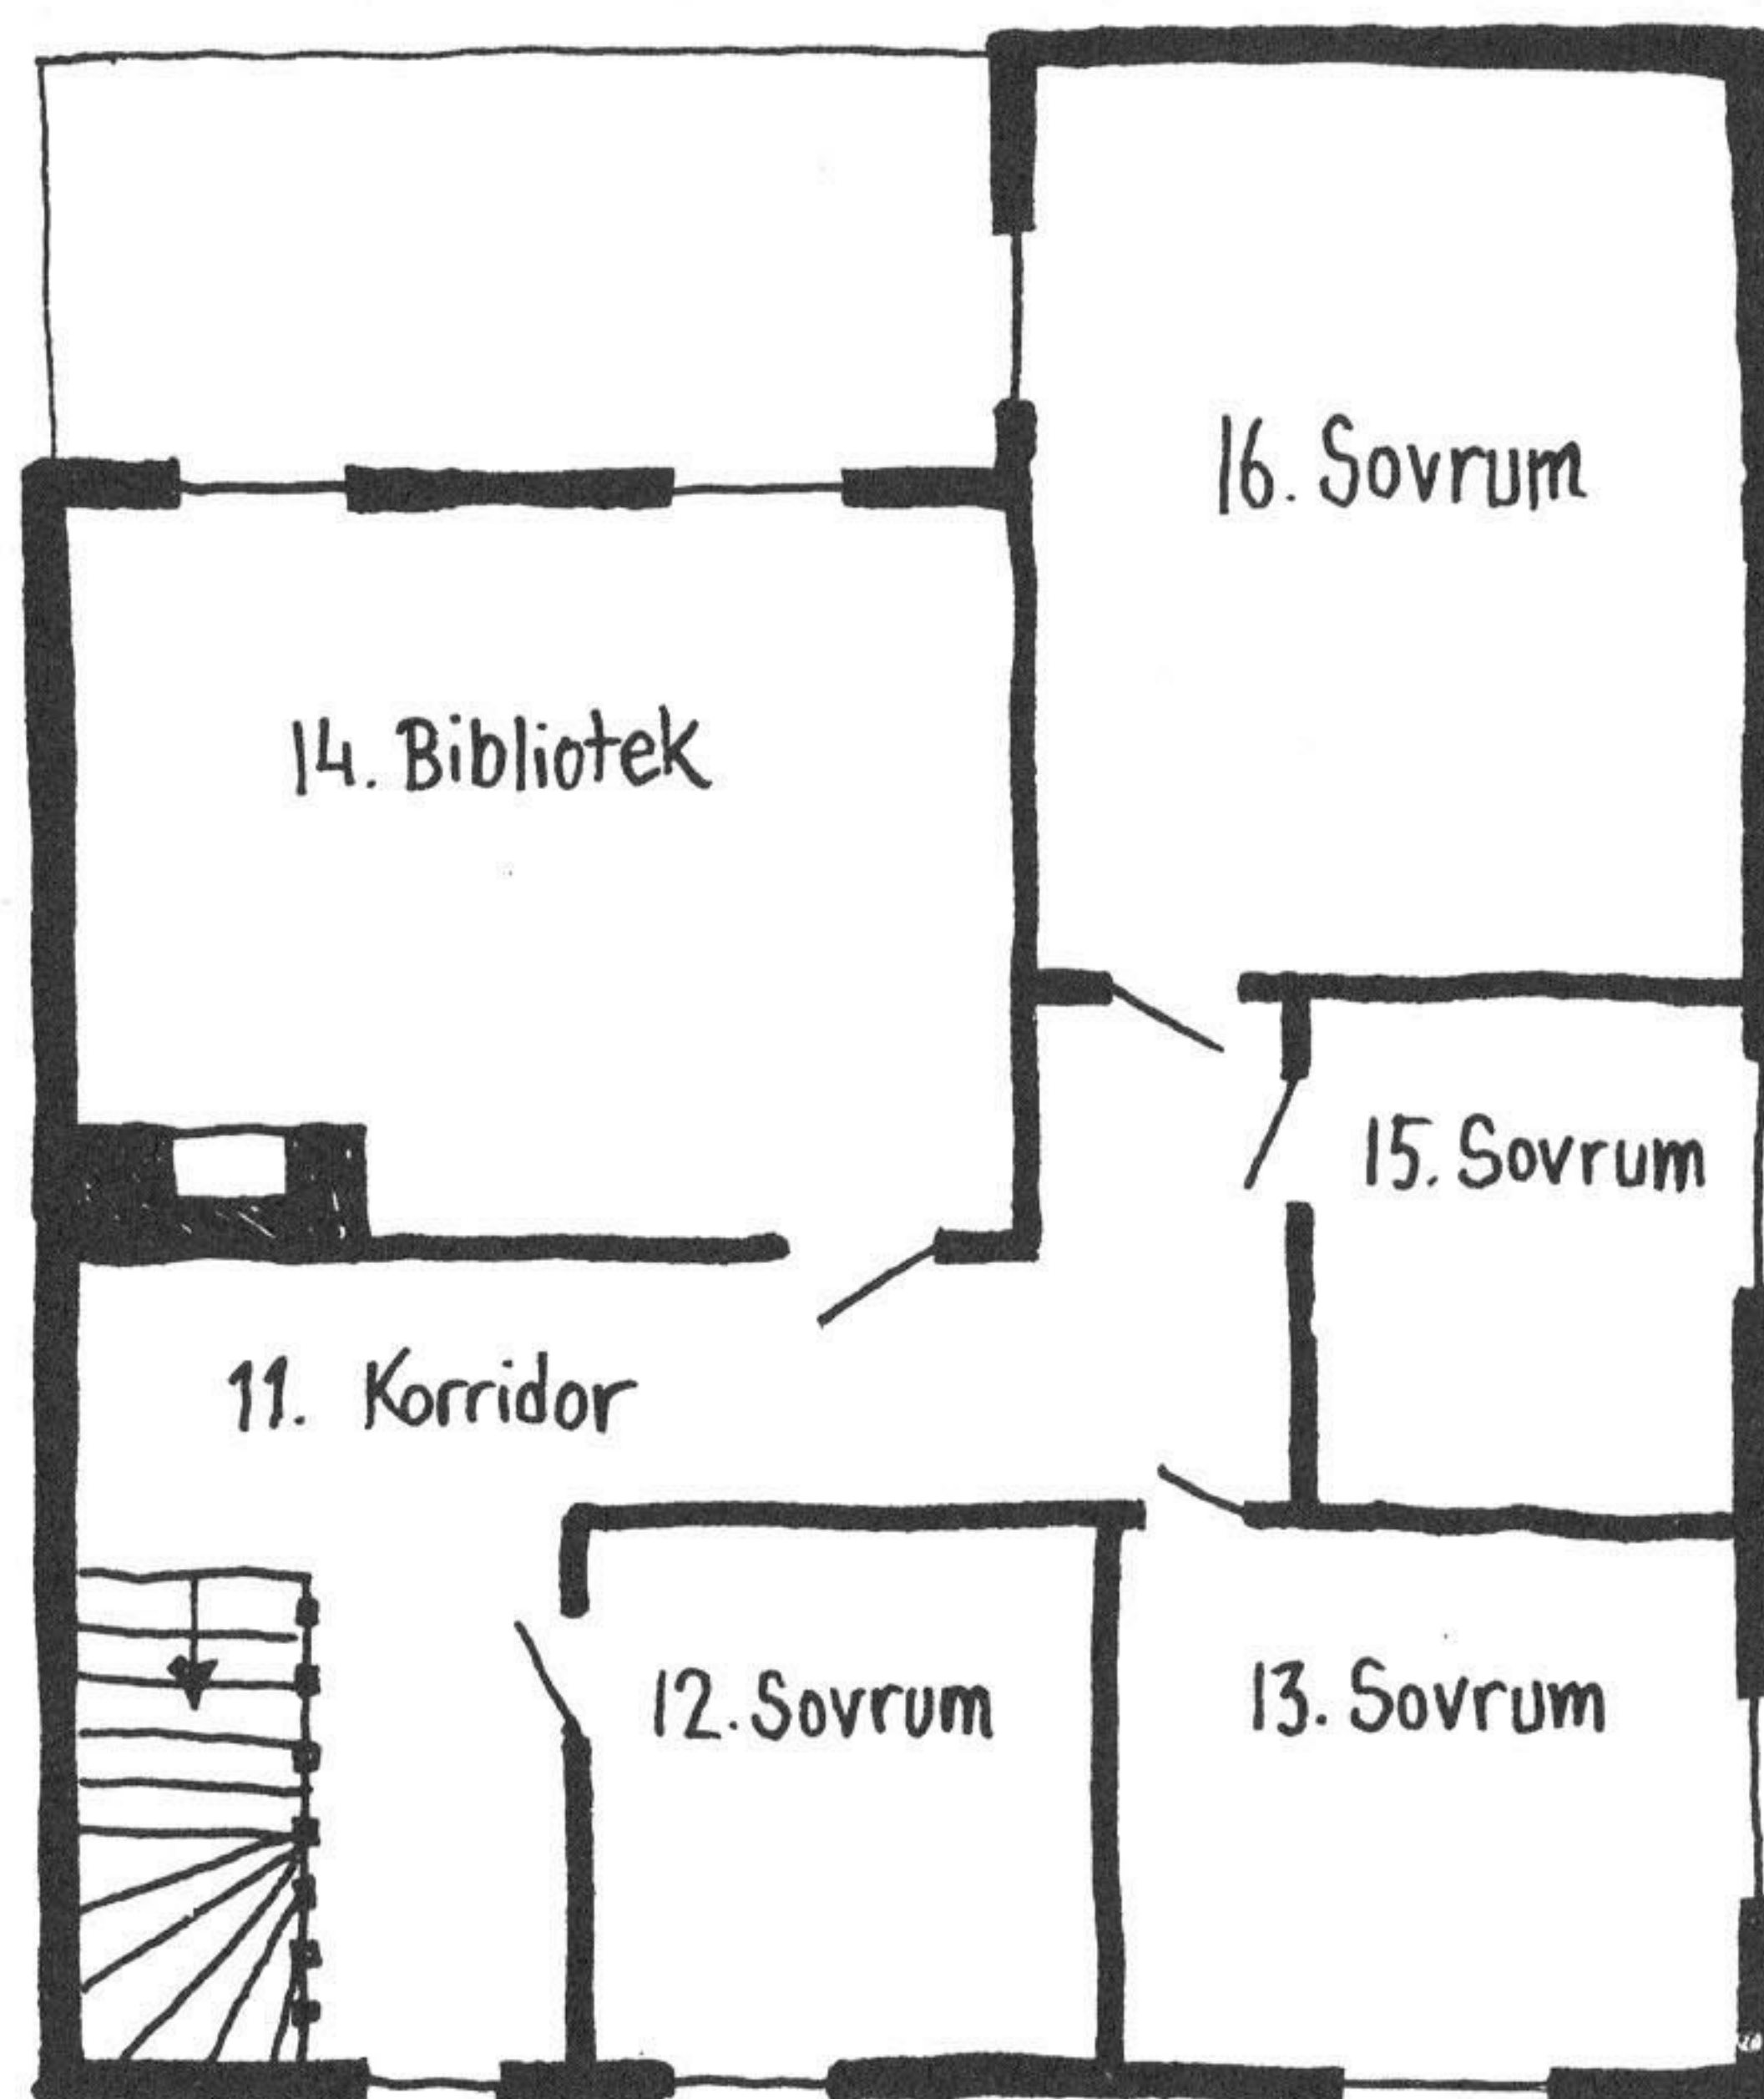 16. Sovrum
14. Bibliotek
15. Sovrum
11. Korridor
12. Sovrum
13. Sovrum